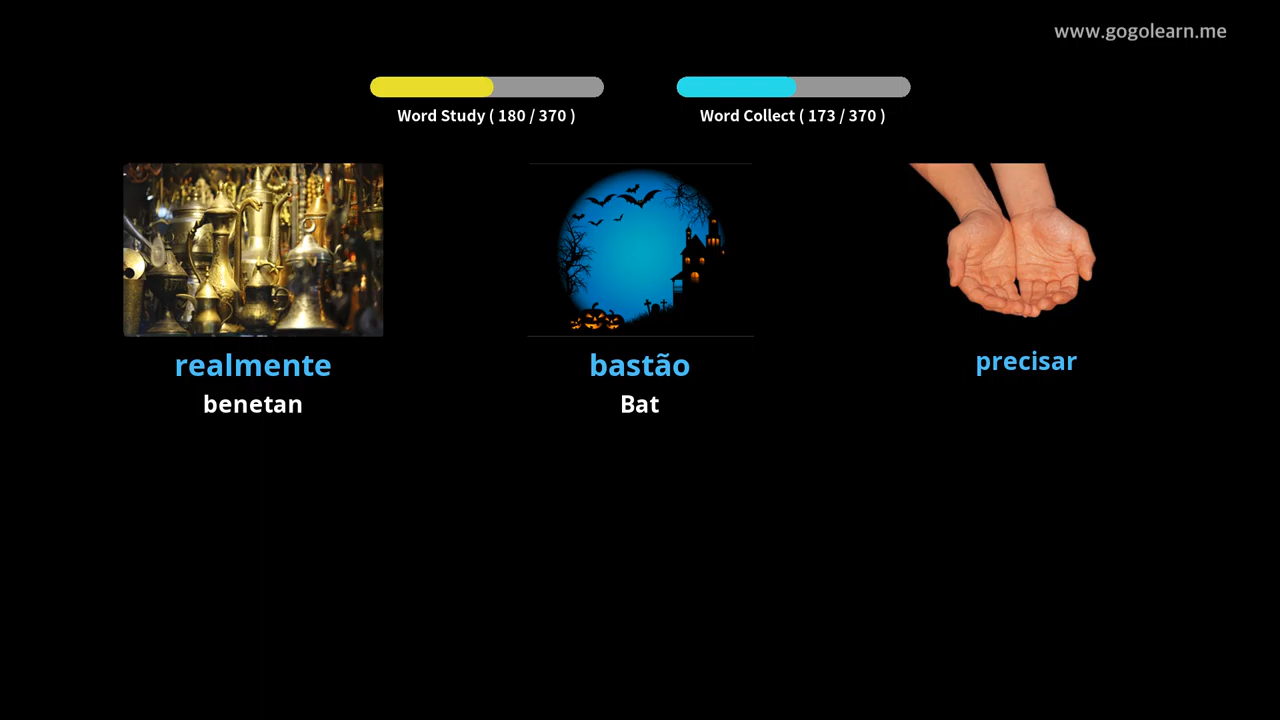 www.gogolearn.me
Word Study ( 180 / 370 )
Word Collect ( 173 / 370 )
realmente
bastão
precisar
benetan
Bat